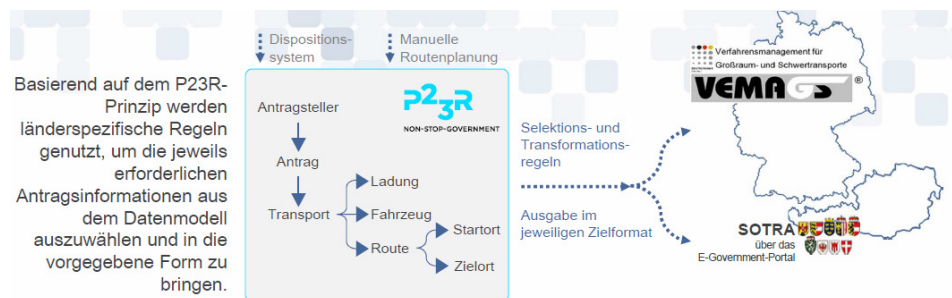 Basierend auf dem P23R-
Prinzip werden
länderspezifische Regeln
genutzt, um die jeweils
erforderlichen
Antragsinformationen aus
dem Datenmodell
auszuwählen und in die
vorgegebene Form zu
bringen.
Dispositions-
system
Manuelle
Routenplanung
P23R
NON-STOP-GOVERNMENT
Antragsteller
Antrag
Transport
Ladung
Fahrzeug
Route
Startort
Zielort
Selektions- und
Transformations-
regeln
Ausgabe im
jeweiligen Zielformat
Verfahrensmanagement für
Großraum- und Schwertransporte
VEMAGS®
SOTRA
über das
E-Government-Portal